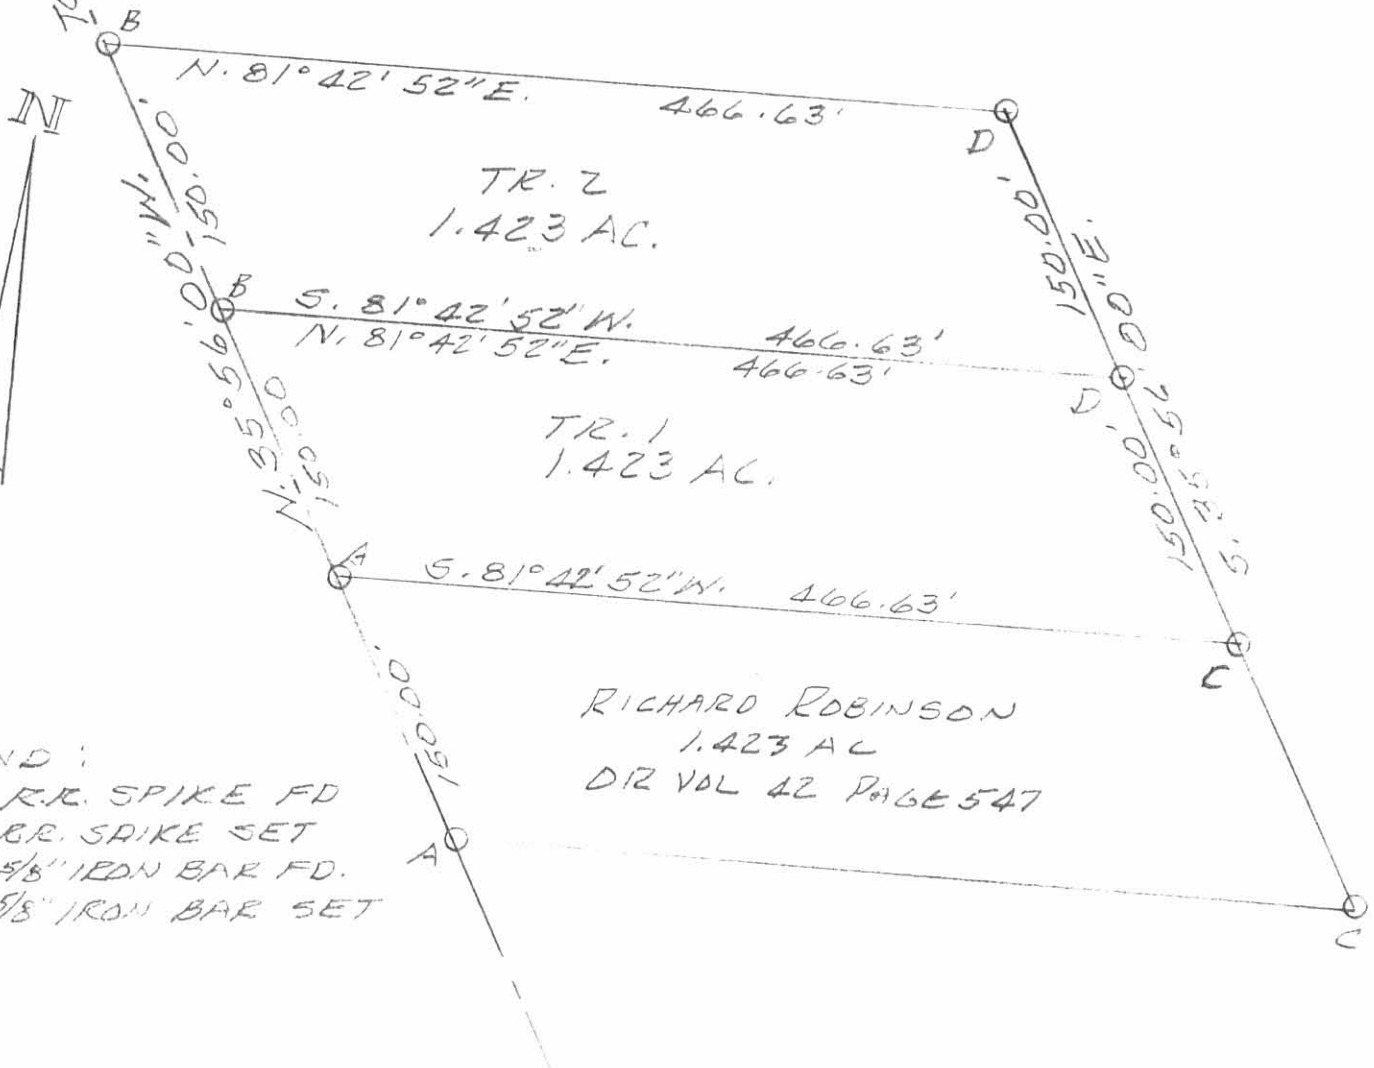 B
N
N. 81° 42' 52" E. 466.63'
D
150.00'
TR. 2
1.423 AC.
150.00'
N. 35° 56' 00" W.
S. 35° 56' 00" E.
B
S. 81° 42' 52" W. 466.63'
N. 81° 42' 52" E. 466.63'
D
150.00
TR. 1
1.423 AC.
150.00'
A
S. 81° 42' 52" W. 466.63'
C
150.00'
RICHARD ROBINSON
1.423 AC
DR VOL 42 PAGE 547
A
C
ND:
R.R. SPIKE FD
R.R. SPIKE SET
5/8" IRON BAR FD.
5/8" IRON BAR SET